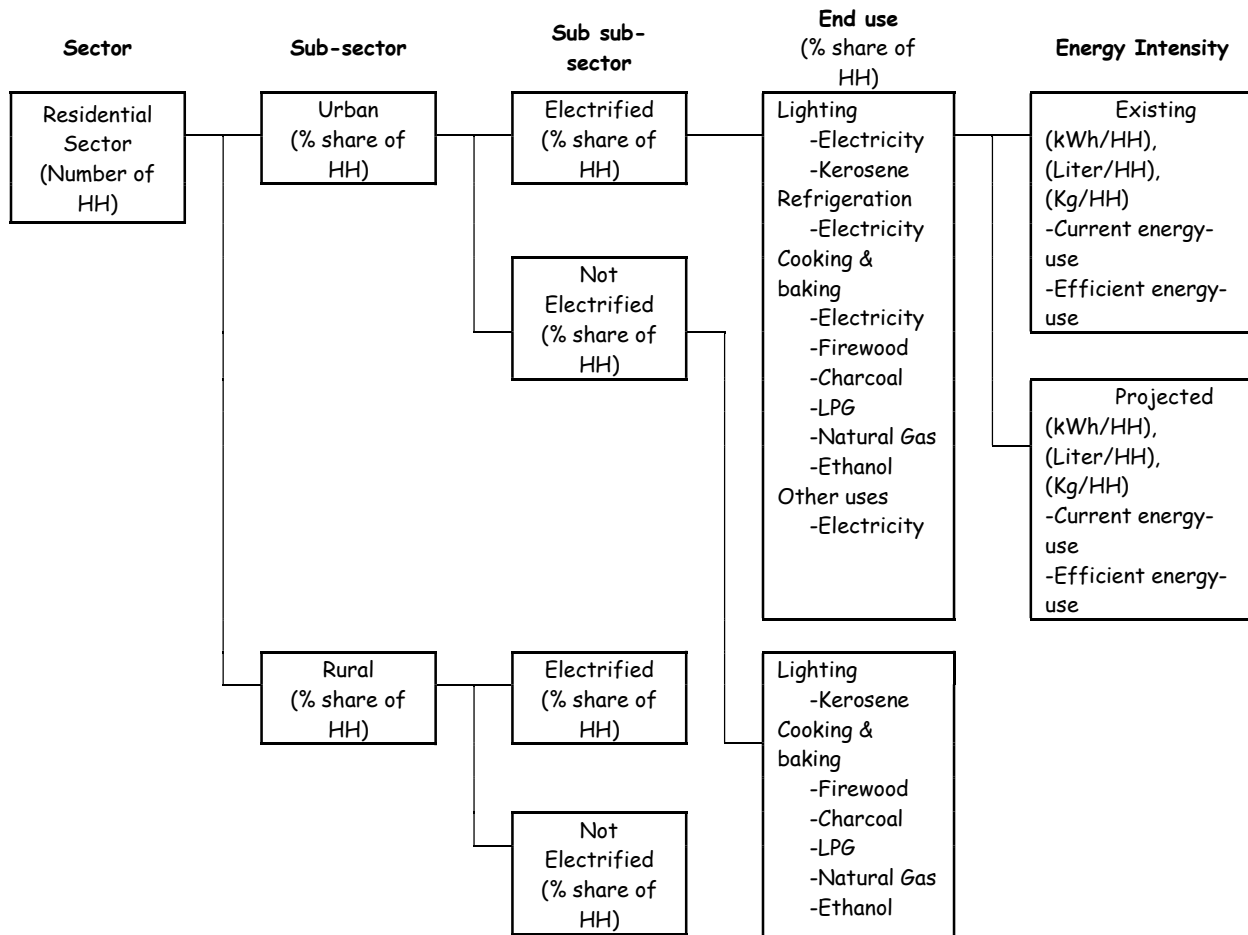 Sector
Sub-sector
Sub sub-
sector
End use
(% share of
HH)
Energy Intensity
Residential
Sector
(Number of
HH)
Urban
(% share of
HH)
Electrified
(% share of
HH)
Not
Electrified
(% share of
HH)
Lighting
-Electricity
-Kerosene
Refrigeration
-Electricity
Cooking &
baking
-Electricity
-Firewood
-Charcoal
-LPG
-Natural Gas
-Ethanol
Other uses
-Electricity
Existing
(kWh/HH),
(Liter/HH),
(Kg/HH)
-Current energy-
use
-Efficient energy-
use
Projected
(kWh/HH),
(Liter/HH),
(Kg/HH)
-Current energy-
use
-Efficient energy-
use
Rural
(% share of
HH)
Electrified
(% share of
HH)
Not
Electrified
(% share of
HH)
Lighting
-Kerosene
Cooking &
baking
-Firewood
-Charcoal
-LPG
-Natural Gas
-Ethanol